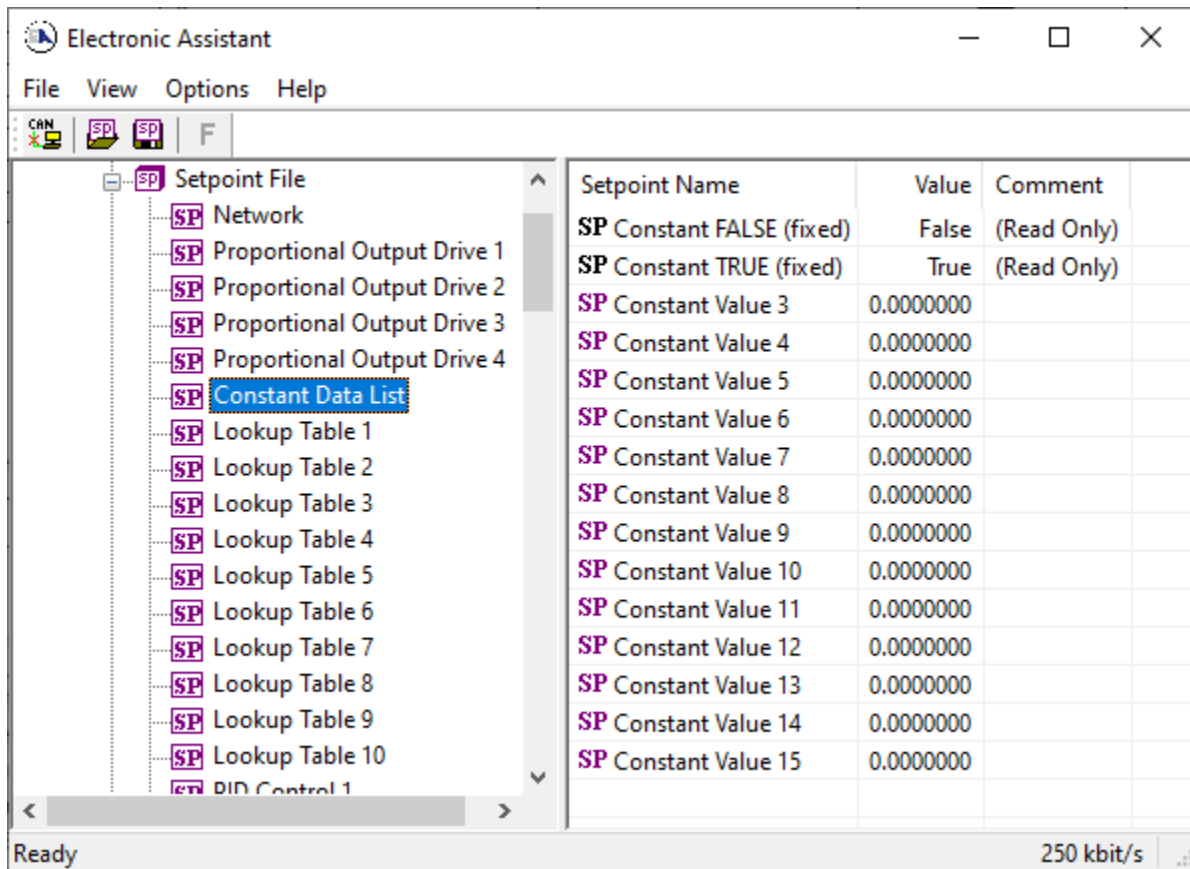 Electronic Assistant
File View Options Help
CAN SP SP F
SP Setpoint File
SP Network
SP Proportional Output Drive 1
SP Proportional Output Drive 2
SP Proportional Output Drive 3
SP Proportional Output Drive 4
SP Constant Data List
SP Lookup Table 1
SP Lookup Table 2
SP Lookup Table 3
SP Lookup Table 4
SP Lookup Table 5
SP Lookup Table 6
SP Lookup Table 7
SP Lookup Table 8
SP Lookup Table 9
SP Lookup Table 10
SP PID Control 1
Setpoint Name Value Comment
SP Constant FALSE (fixed) False (Read Only)
SP Constant TRUE (fixed) True (Read Only)
SP Constant Value 3 0.0000000
SP Constant Value 4 0.0000000
SP Constant Value 5 0.0000000
SP Constant Value 6 0.0000000
SP Constant Value 7 0.0000000
SP Constant Value 8 0.0000000
SP Constant Value 9 0.0000000
SP Constant Value 10 0.0000000
SP Constant Value 11 0.0000000
SP Constant Value 12 0.0000000
SP Constant Value 13 0.0000000
SP Constant Value 14 0.0000000
SP Constant Value 15 0.0000000
Ready 250 kbit/s